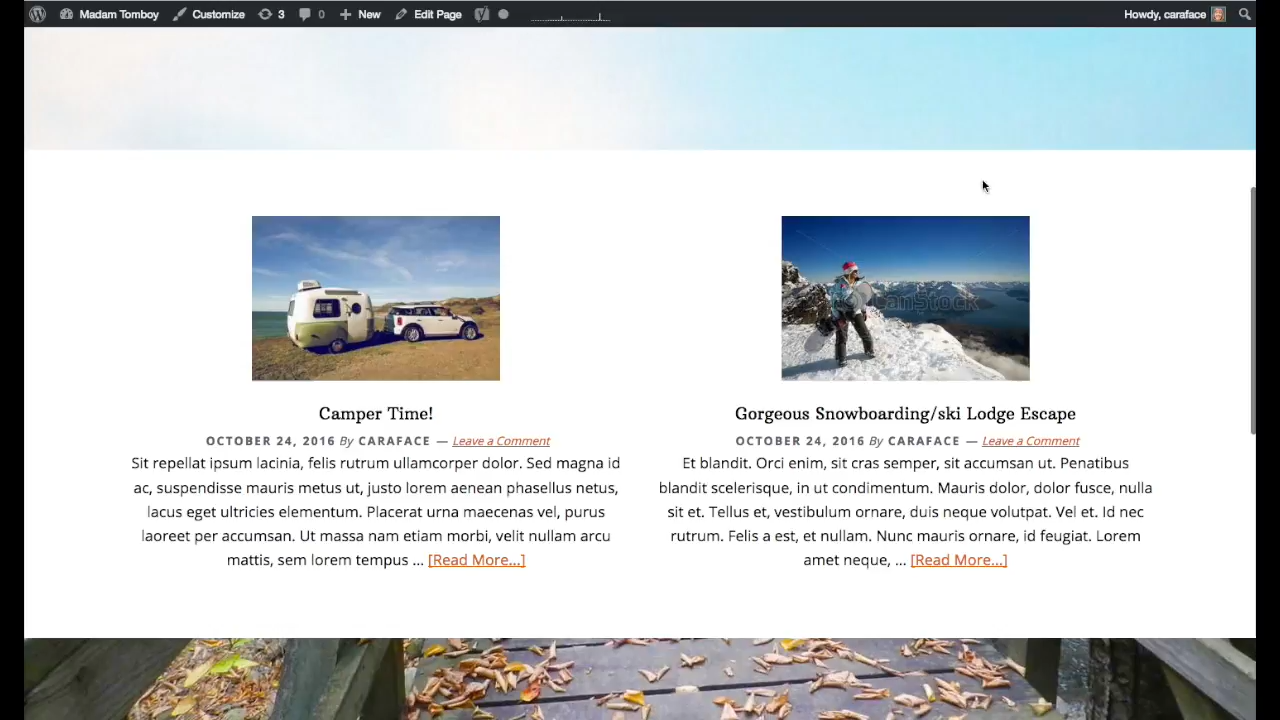 Madam Tomboy Customize 3 0 New Edit Page Howdy, caraface
CanStock
Camper Time!
OCTOBER 24, 2016 By CARAFACE — Leave a Comment
Sit repellat ipsum lacinia, felis rutrum ullamcorper dolor. Sed magna id
ac, suspendisse mauris metus ut, justo lorem aenean phasellus netus,
lacus eget ultricies elementum. Placerat urna maecenas vel, purus
laoreet per accumsan. Ut massa nam etiam morbi, velit nullam arcu
mattis, sem lorem tempus ... [Read More...]
Gorgeous Snowboarding/ski Lodge Escape
OCTOBER 24, 2016 By CARAFACE — Leave a Comment
Et blandit. Orci enim, sit cras semper, sit accumsan ut. Penatibus
blandit scelerisque, in ut condimentum. Mauris dolor, dolor fusce, nulla
sit et. Tellus et, vestibulum ornare, duis neque volutpat. Vel et. Id nec
rutrum. Felis a est, et nullam. Nunc mauris ornare, id feugiat. Lorem
amet neque, ... [Read More...]